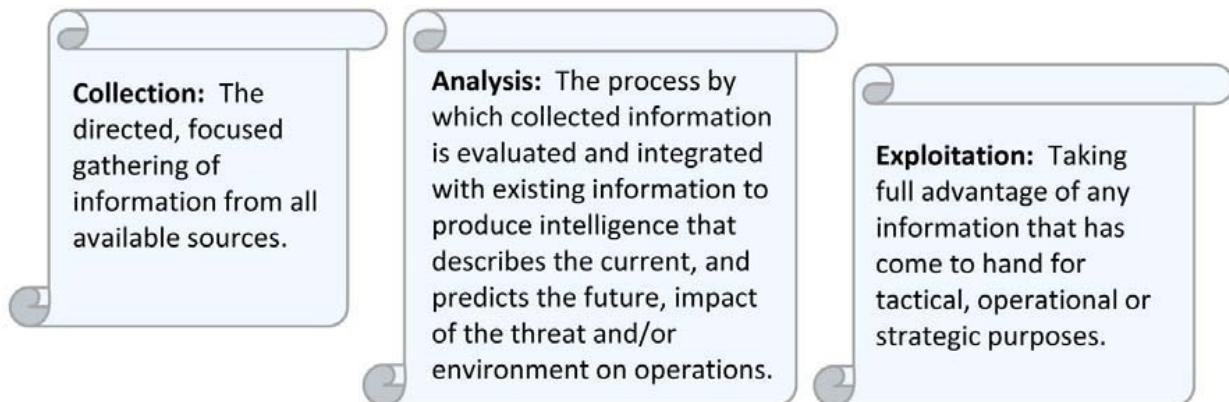 Collection:  The
directed, focused
gathering of
information from all
available sources.
Analysis:  The process by
which collected information
is evaluated and integrated
with existing information to
produce intelligence that
describes the current, and
predicts the future, impact
of the threat and/or
environment on operations.
Exploitation:  Taking
full advantage of any
information that has
come to hand for
tactical, operational or
strategic purposes.